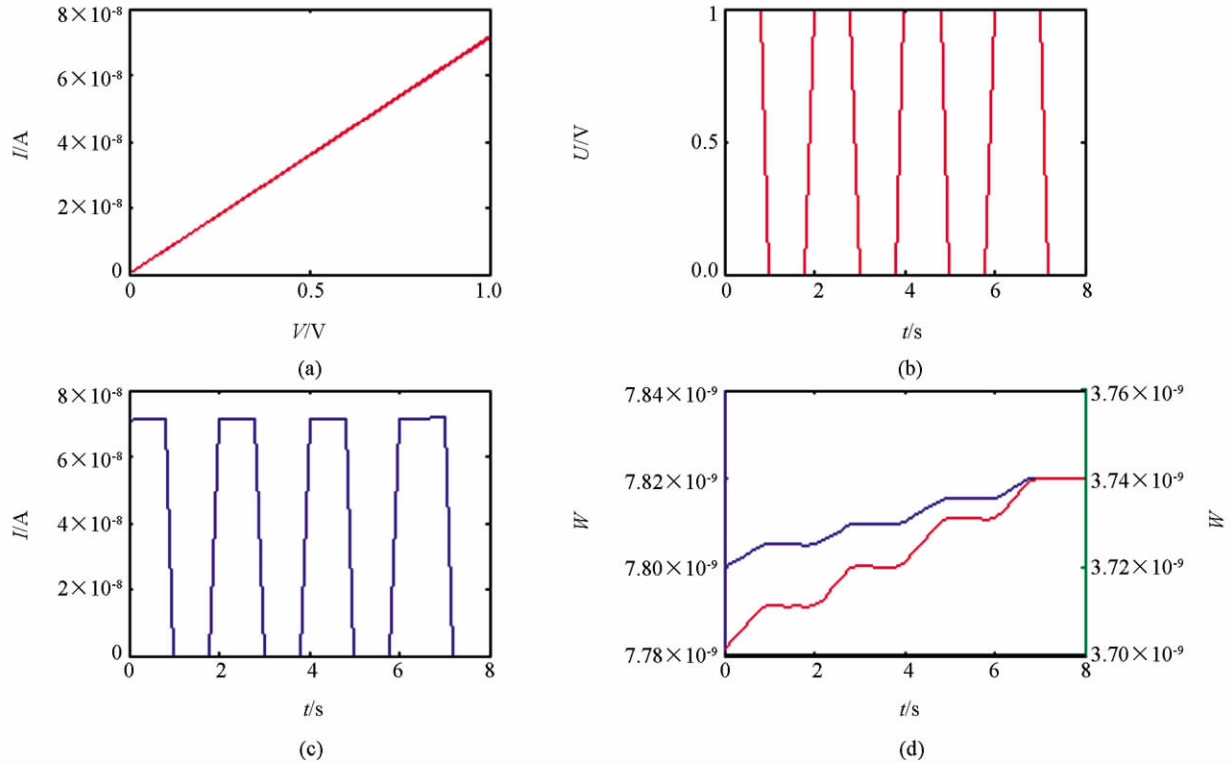 8×10⁻⁸
6×10⁻⁸
4×10⁻⁸
2×10⁻⁸
0
I/A
0 0.5 1.0
V/V
(a)
1
0.5
0.0
U/V
0 2 4 6 8
t/s
(b)
8×10⁻⁸
6×10⁻⁸
4×10⁻⁸
2×10⁻⁸
0
I/A
0 2 4 6 8
t/s
(c)
7.84×10⁻⁹
7.82×10⁻⁹
7.80×10⁻⁹
7.78×10⁻⁹
W
3.76×10⁻⁹
3.74×10⁻⁹
3.72×10⁻⁹
3.70×10⁻⁹
W
0 2 4 6 8
t/s
(d)